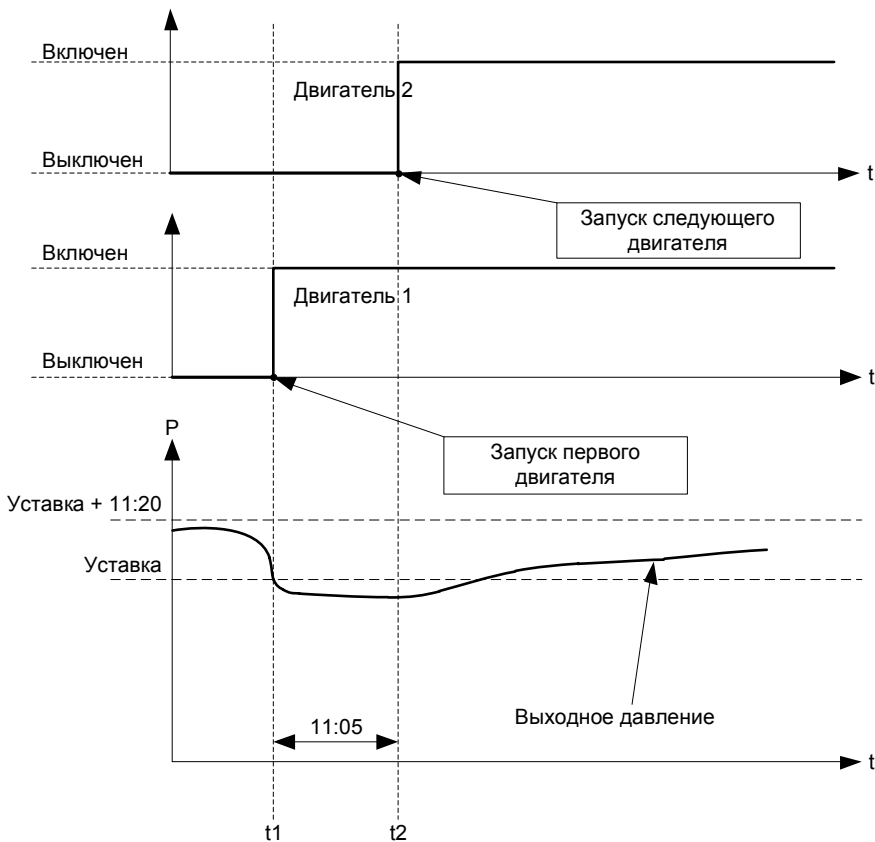 Включен
Двигатель 2
Выключен
t
Запуск следующего
двигателя
Включен
Двигатель 1
Выключен
t
P
Запуск первого
двигателя
Уставка + 11:20
Уставка
11:05
Выходное давление
t
t1
t2